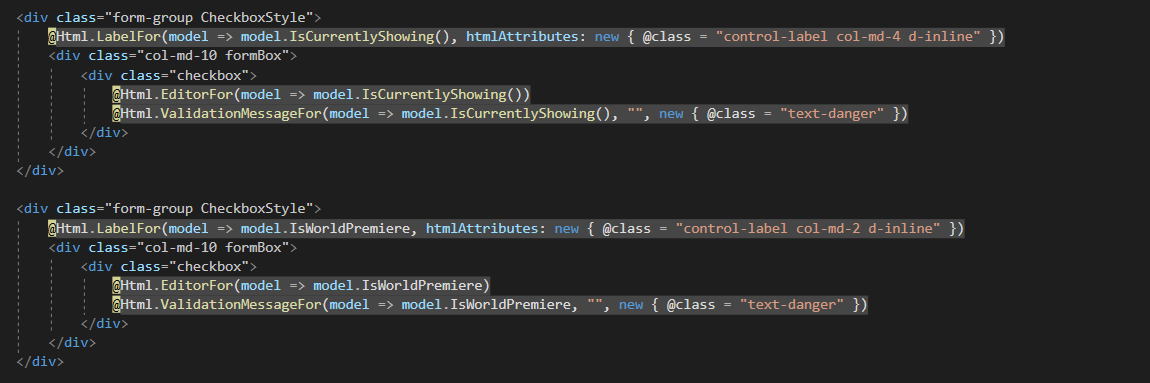 <div class="form-group CheckboxStyle">
@Html.LabelFor(model => model.IsCurrentlyShowing(), htmlAttributes: new { @class = "control-label col-md-4 d-inline" })
<div class="col-md-10 formBox">
<div class="checkbox">
@Html.EditorFor(model => model.IsCurrentlyShowing())
@Html.ValidationMessageFor(model => model.IsCurrentlyShowing(), "", new { @class = "text-danger" })
</div>
</div>
</div>
<div class="form-group CheckboxStyle">
@Html.LabelFor(model => model.IsWorldPremiere, htmlAttributes: new { @class = "control-label col-md-2 d-inline" })
<div class="col-md-10 formBox">
<div class="checkbox">
@Html.EditorFor(model => model.IsWorldPremiere)
@Html.ValidationMessageFor(model => model.IsWorldPremiere, "", new { @class = "text-danger" })
</div>
</div>
</div>